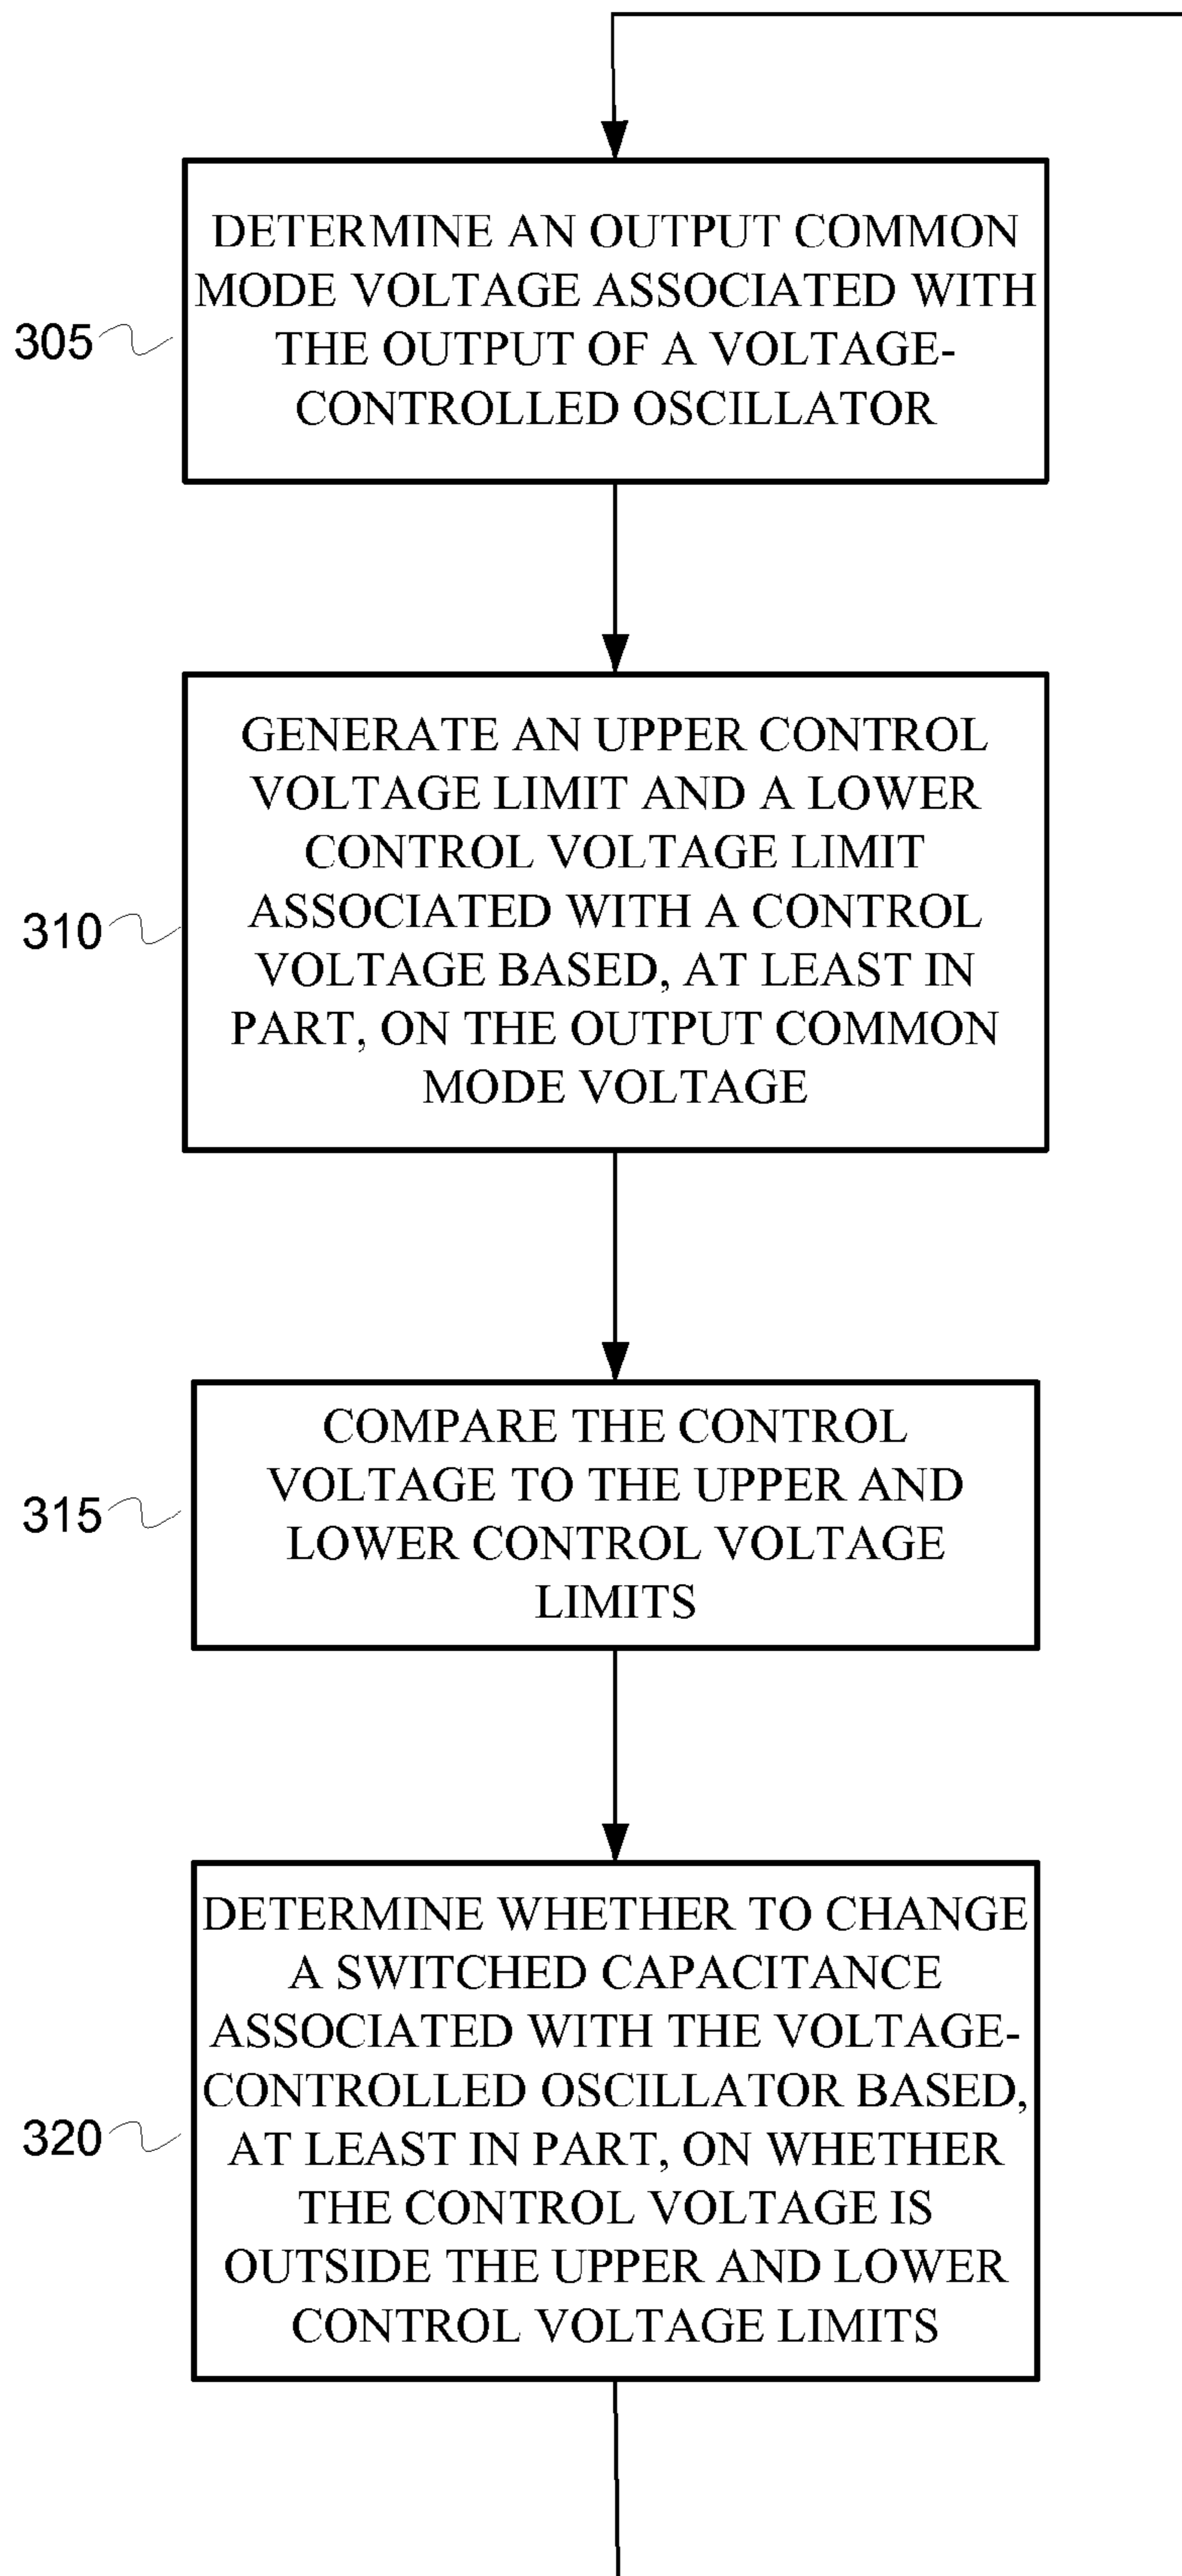 DETERMINE AN OUTPUT COMMON
MODE VOLTAGE ASSOCIATED WITH
THE OUTPUT OF A VOLTAGE-
CONTROLLED OSCILLATOR
305
GENERATE AN UPPER CONTROL
VOLTAGE LIMIT AND A LOWER
CONTROL VOLTAGE LIMIT
ASSOCIATED WITH A CONTROL
VOLTAGE BASED, AT LEAST IN
PART, ON THE OUTPUT COMMON
MODE VOLTAGE
310
COMPARE THE CONTROL
VOLTAGE TO THE UPPER AND
LOWER CONTROL VOLTAGE
LIMITS
315
DETERMINE WHETHER TO CHANGE
A SWITCHED CAPACITANCE
ASSOCIATED WITH THE VOLTAGE-
CONTROLLED OSCILLATOR BASED,
AT LEAST IN PART, ON WHETHER
THE CONTROL VOLTAGE IS
OUTSIDE THE UPPER AND LOWER
CONTROL VOLTAGE LIMITS
320